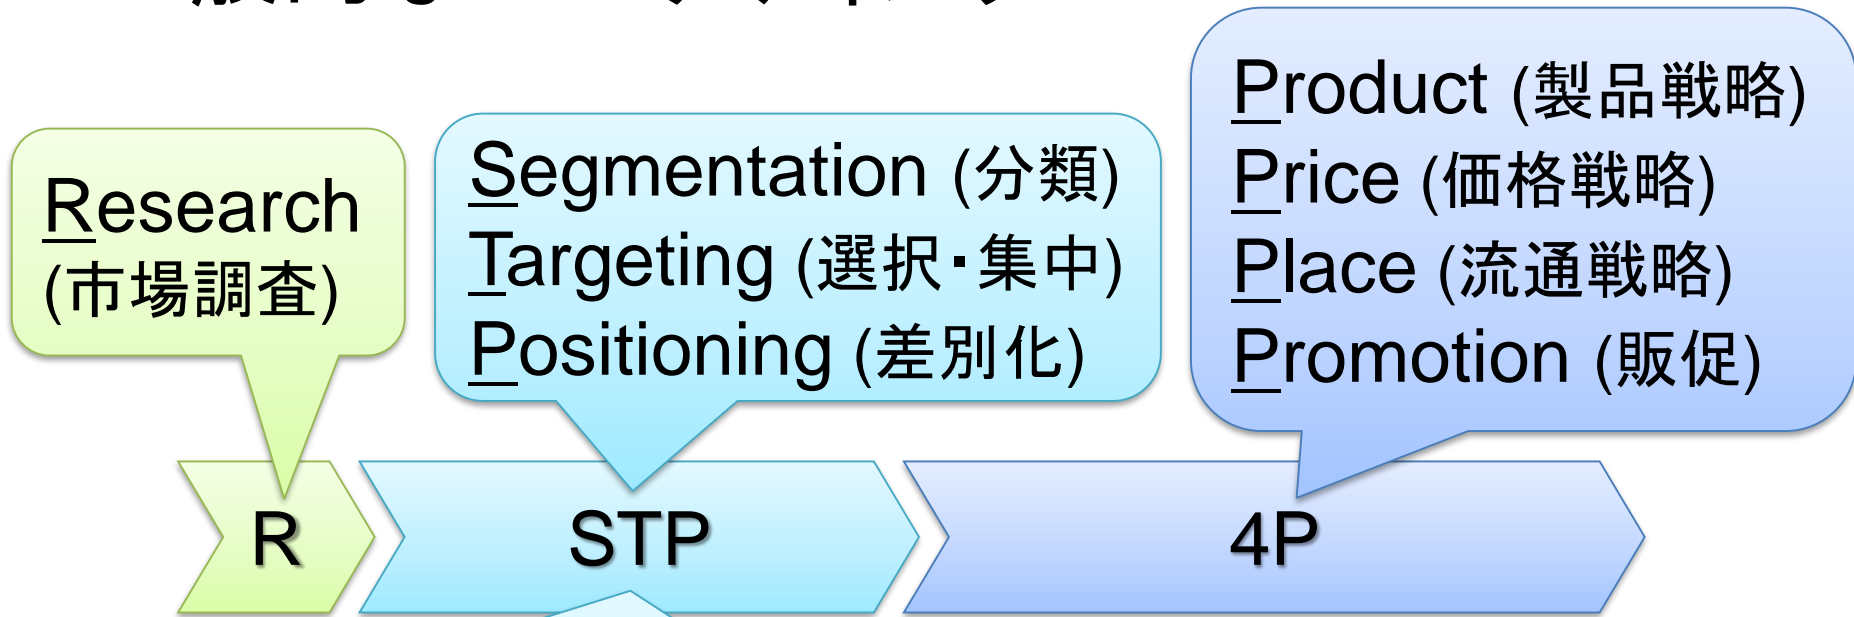 Research
(市場調査)
Segmentation (分類)
Targeting (選択・集中)
Positioning (差別化)
Product (製品戦略)
Price (価格戦略)
Place (流通戦略)
Promotion (販促)
R
STP
4P